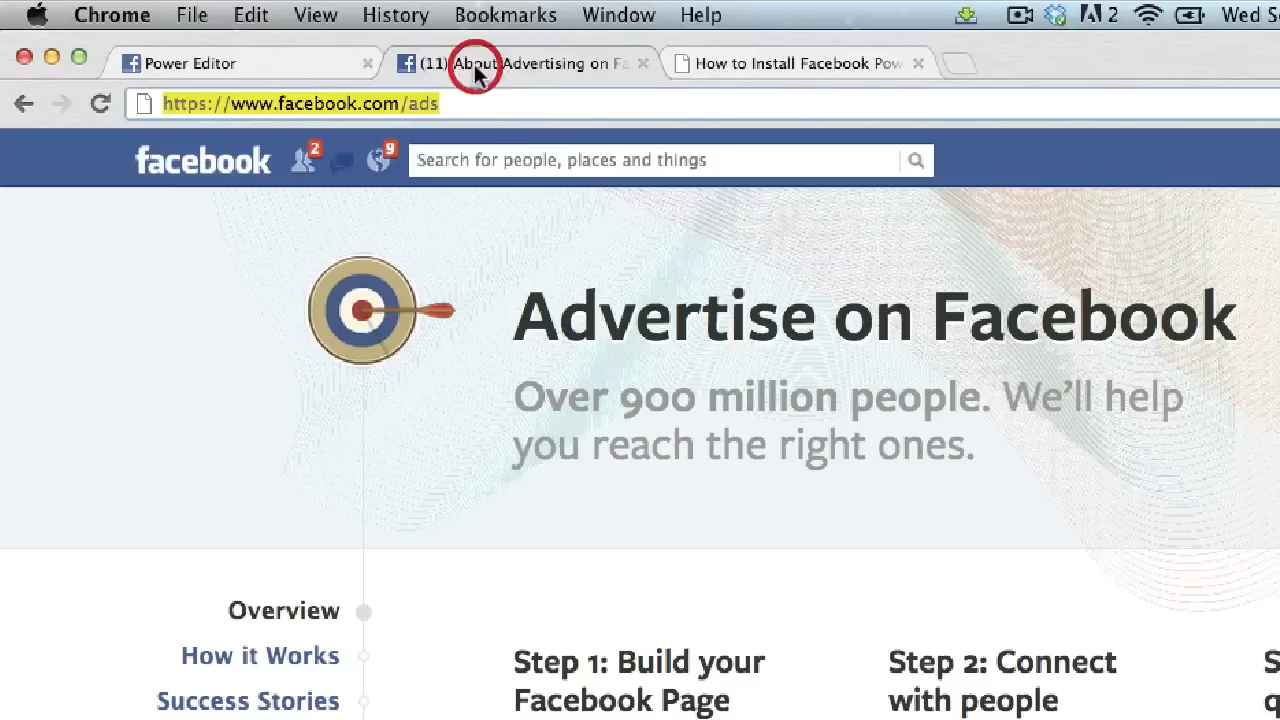 Chrome File Edit View History Bookmarks Window Help 2 Wed S
Power Editor (11) About Advertising on Fa How to Install Facebook Pow
https://www.facebook.com/ads
facebook 2 9 Search for people, places and things
Advertise on Facebook
Over 900 million people. We'll help
you reach the right ones.
Overview
How it Works
Success Stories
Step 1: Build your
Facebook Page
Step 2: Connect
with people
S
q